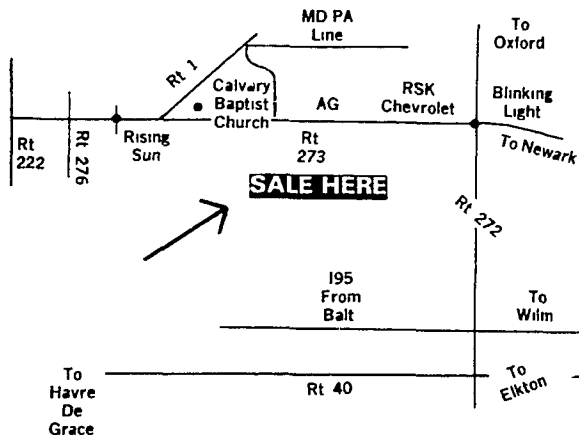 MD PA
Line
To
Oxford
Rt 1
Calvary
Baptist
Church
AG
RSK
Chevrolet
Blinking
Light
Rt
222
Rt 276
Rising
Sun
Rt
273
To Newark
SALE HERE
Rt 272
I95
From
Balt
To
Wilm
To
Havre
De
Grace
Rt 40
To
Elkton